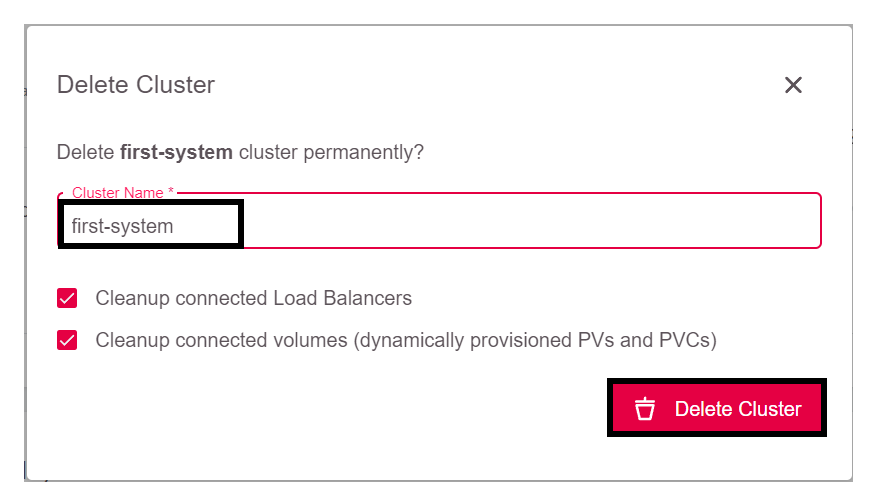 Delete Cluster
Delete first-system cluster permanently?
Cluster Name *
first-system
Cleanup connected Load Balancers
Cleanup connected volumes (dynamically provisioned PVs and PVCs)
Delete Cluster